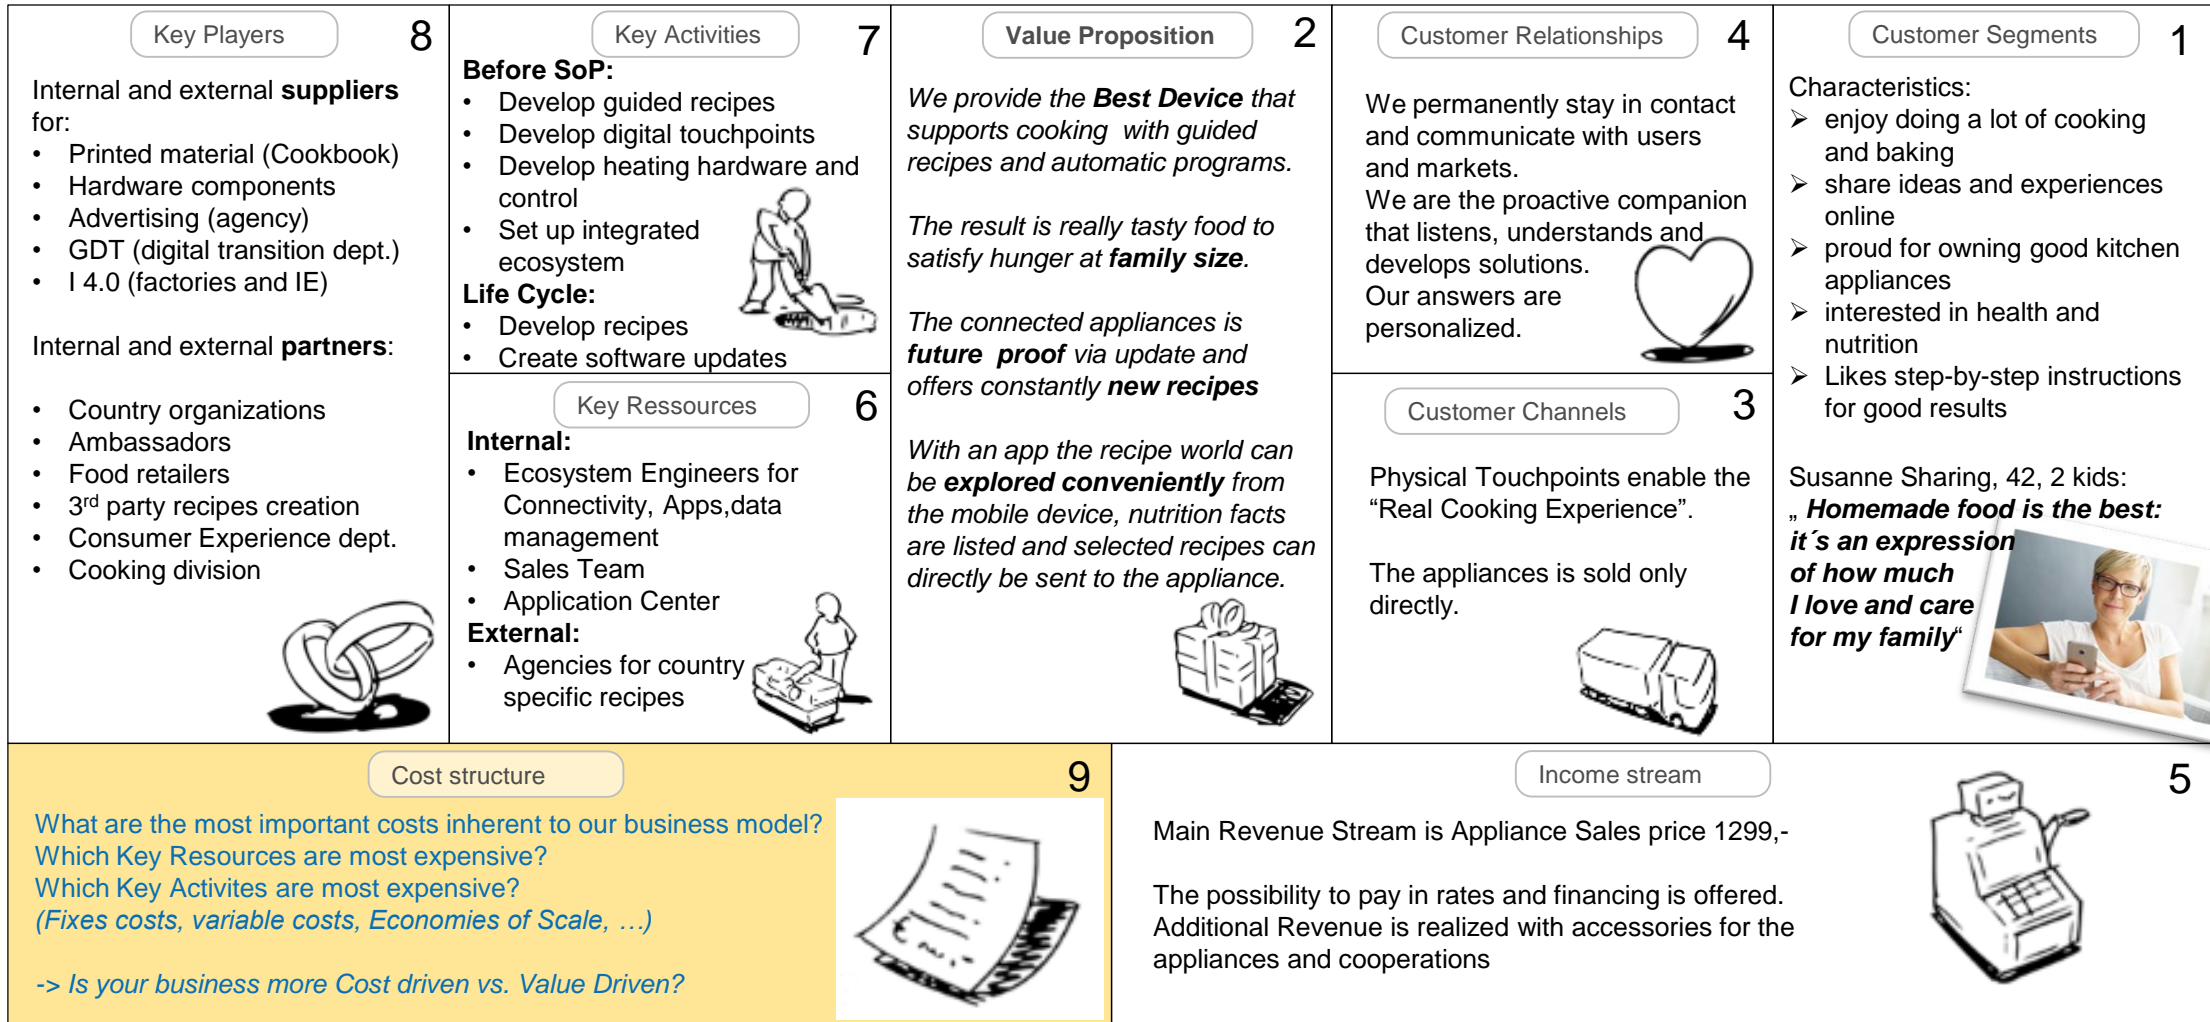 Key Players
8
Internal and external suppliers
for:
• Printed material (Cookbook)
• Hardware components
• Advertising (agency)
• GDT (digital transition dept.)
• I 4.0 (factories and IE)
Internal and external partners:
• Country organizations
• Ambassadors
• Food retailers
• 3rd party recipes creation
• Consumer Experience dept.
• Cooking division
Key Activities
7
Before SoP:
• Develop guided recipes
• Develop digital touchpoints
• Develop heating hardware and
control
• Set up integrated
ecosystem
Life Cycle:
• Develop recipes
• Create software updates
Key Ressources
6
Internal:
• Ecosystem Engineers for
Connectivity, Apps,data
management
• Sales Team
• Application Center
External:
• Agencies for country
specific recipes
Value Proposition
2
We provide the Best Device that
supports cooking with guided
recipes and automatic programs.
The result is really tasty food to
satisfy hunger at family size.
The connected appliances is
future proof via update and
offers constantly new recipes
With an app the recipe world can
be explored conveniently from
the mobile device, nutrition facts
are listed and selected recipes can
directly be sent to the appliance.
Customer Relationships
4
We permanently stay in contact
and communicate with users
and markets.
We are the proactive companion
that listens, understands and
develops solutions.
Our answers are
personalized.
Customer Channels
3
Physical Touchpoints enable the
“Real Cooking Experience”.
The appliances is sold only
directly.
Customer Segments
1
Characteristics:
➢ enjoy doing a lot of cooking
and baking
➢ share ideas and experiences
online
➢ proud for owning good kitchen
appliances
➢ interested in health and
nutrition
➢ Likes step-by-step instructions
for good results
Susanne Sharing, 42, 2 kids:
„ Homemade food is the best:
it´s an expression
of how much
I love and care
for my family“
Cost structure
9
What are the most important costs inherent to our business model?
Which Key Resources are most expensive?
Which Key Activites are most expensive?
(Fixes costs, variable costs, Economies of Scale, …)
-> Is your business more Cost driven vs. Value Driven?
€
Income stream
5
Main Revenue Stream is Appliance Sales price 1299,-
The possibility to pay in rates and financing is offered.
Additional Revenue is realized with accessories for the
appliances and cooperations